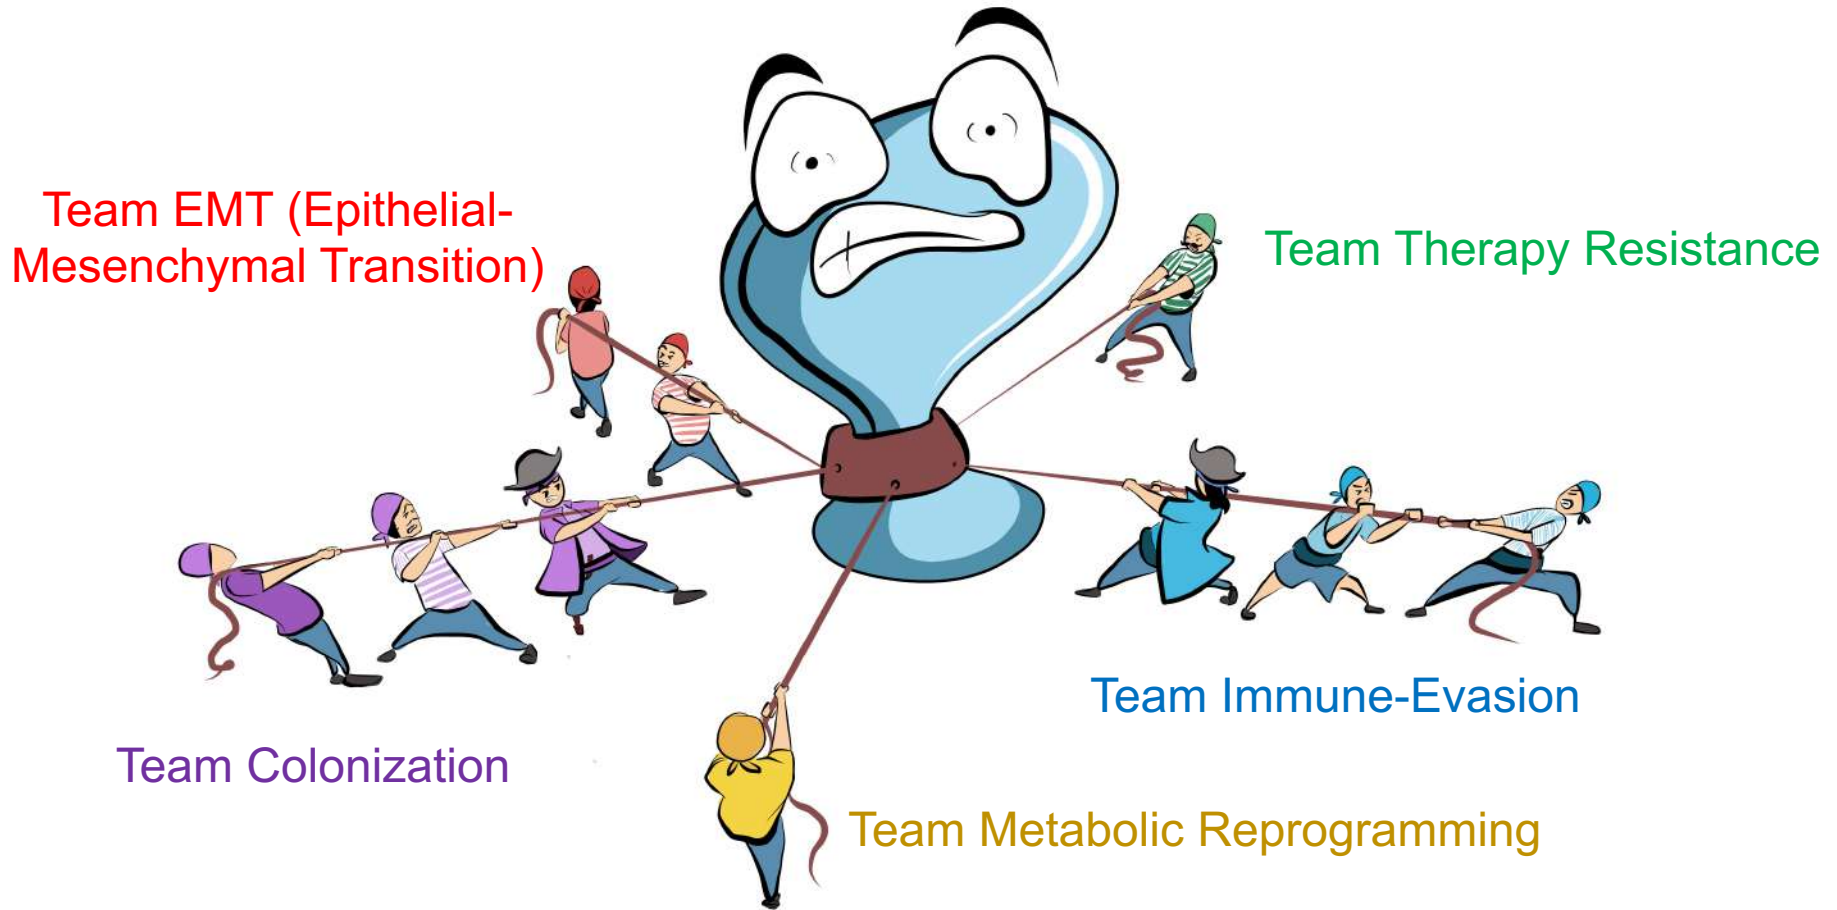 Team EMT (Epithelial-
Mesenchymal Transition)
Team Therapy Resistance
Team Immune-Evasion
Team Colonization
Team Metabolic Reprogramming